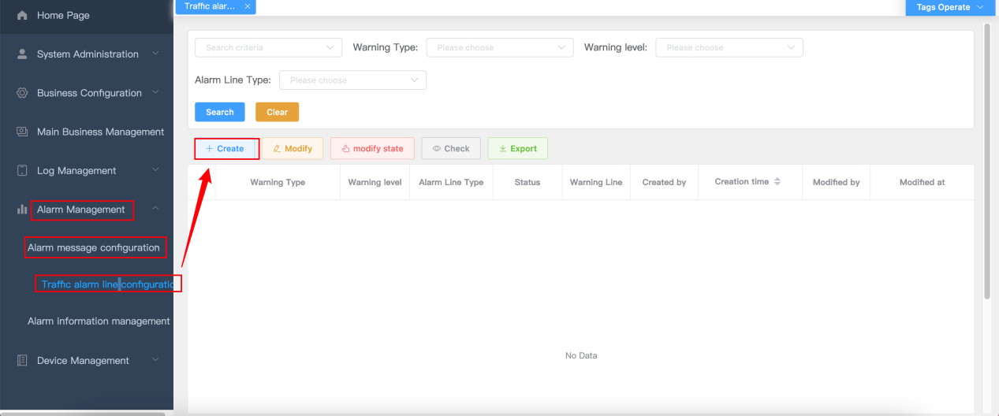 Home Page
System Administration
Business Configuration
Main Business Management
Log Management
Alarm Management
Alarm message configuration
Traffic alarm line configuratio
Alarm information management
Device Management
Traffic alar... ×
Tags Operate
Search criteria
Warning Type: Please choose
Warning level: Please choose
Alarm Line Type: Please choose
Search Clear
+ Create Modify modify state Check Export
Warning Type Warning level Alarm Line Type Status Warning Line Created by Creation time Modified by Modified at
No Data